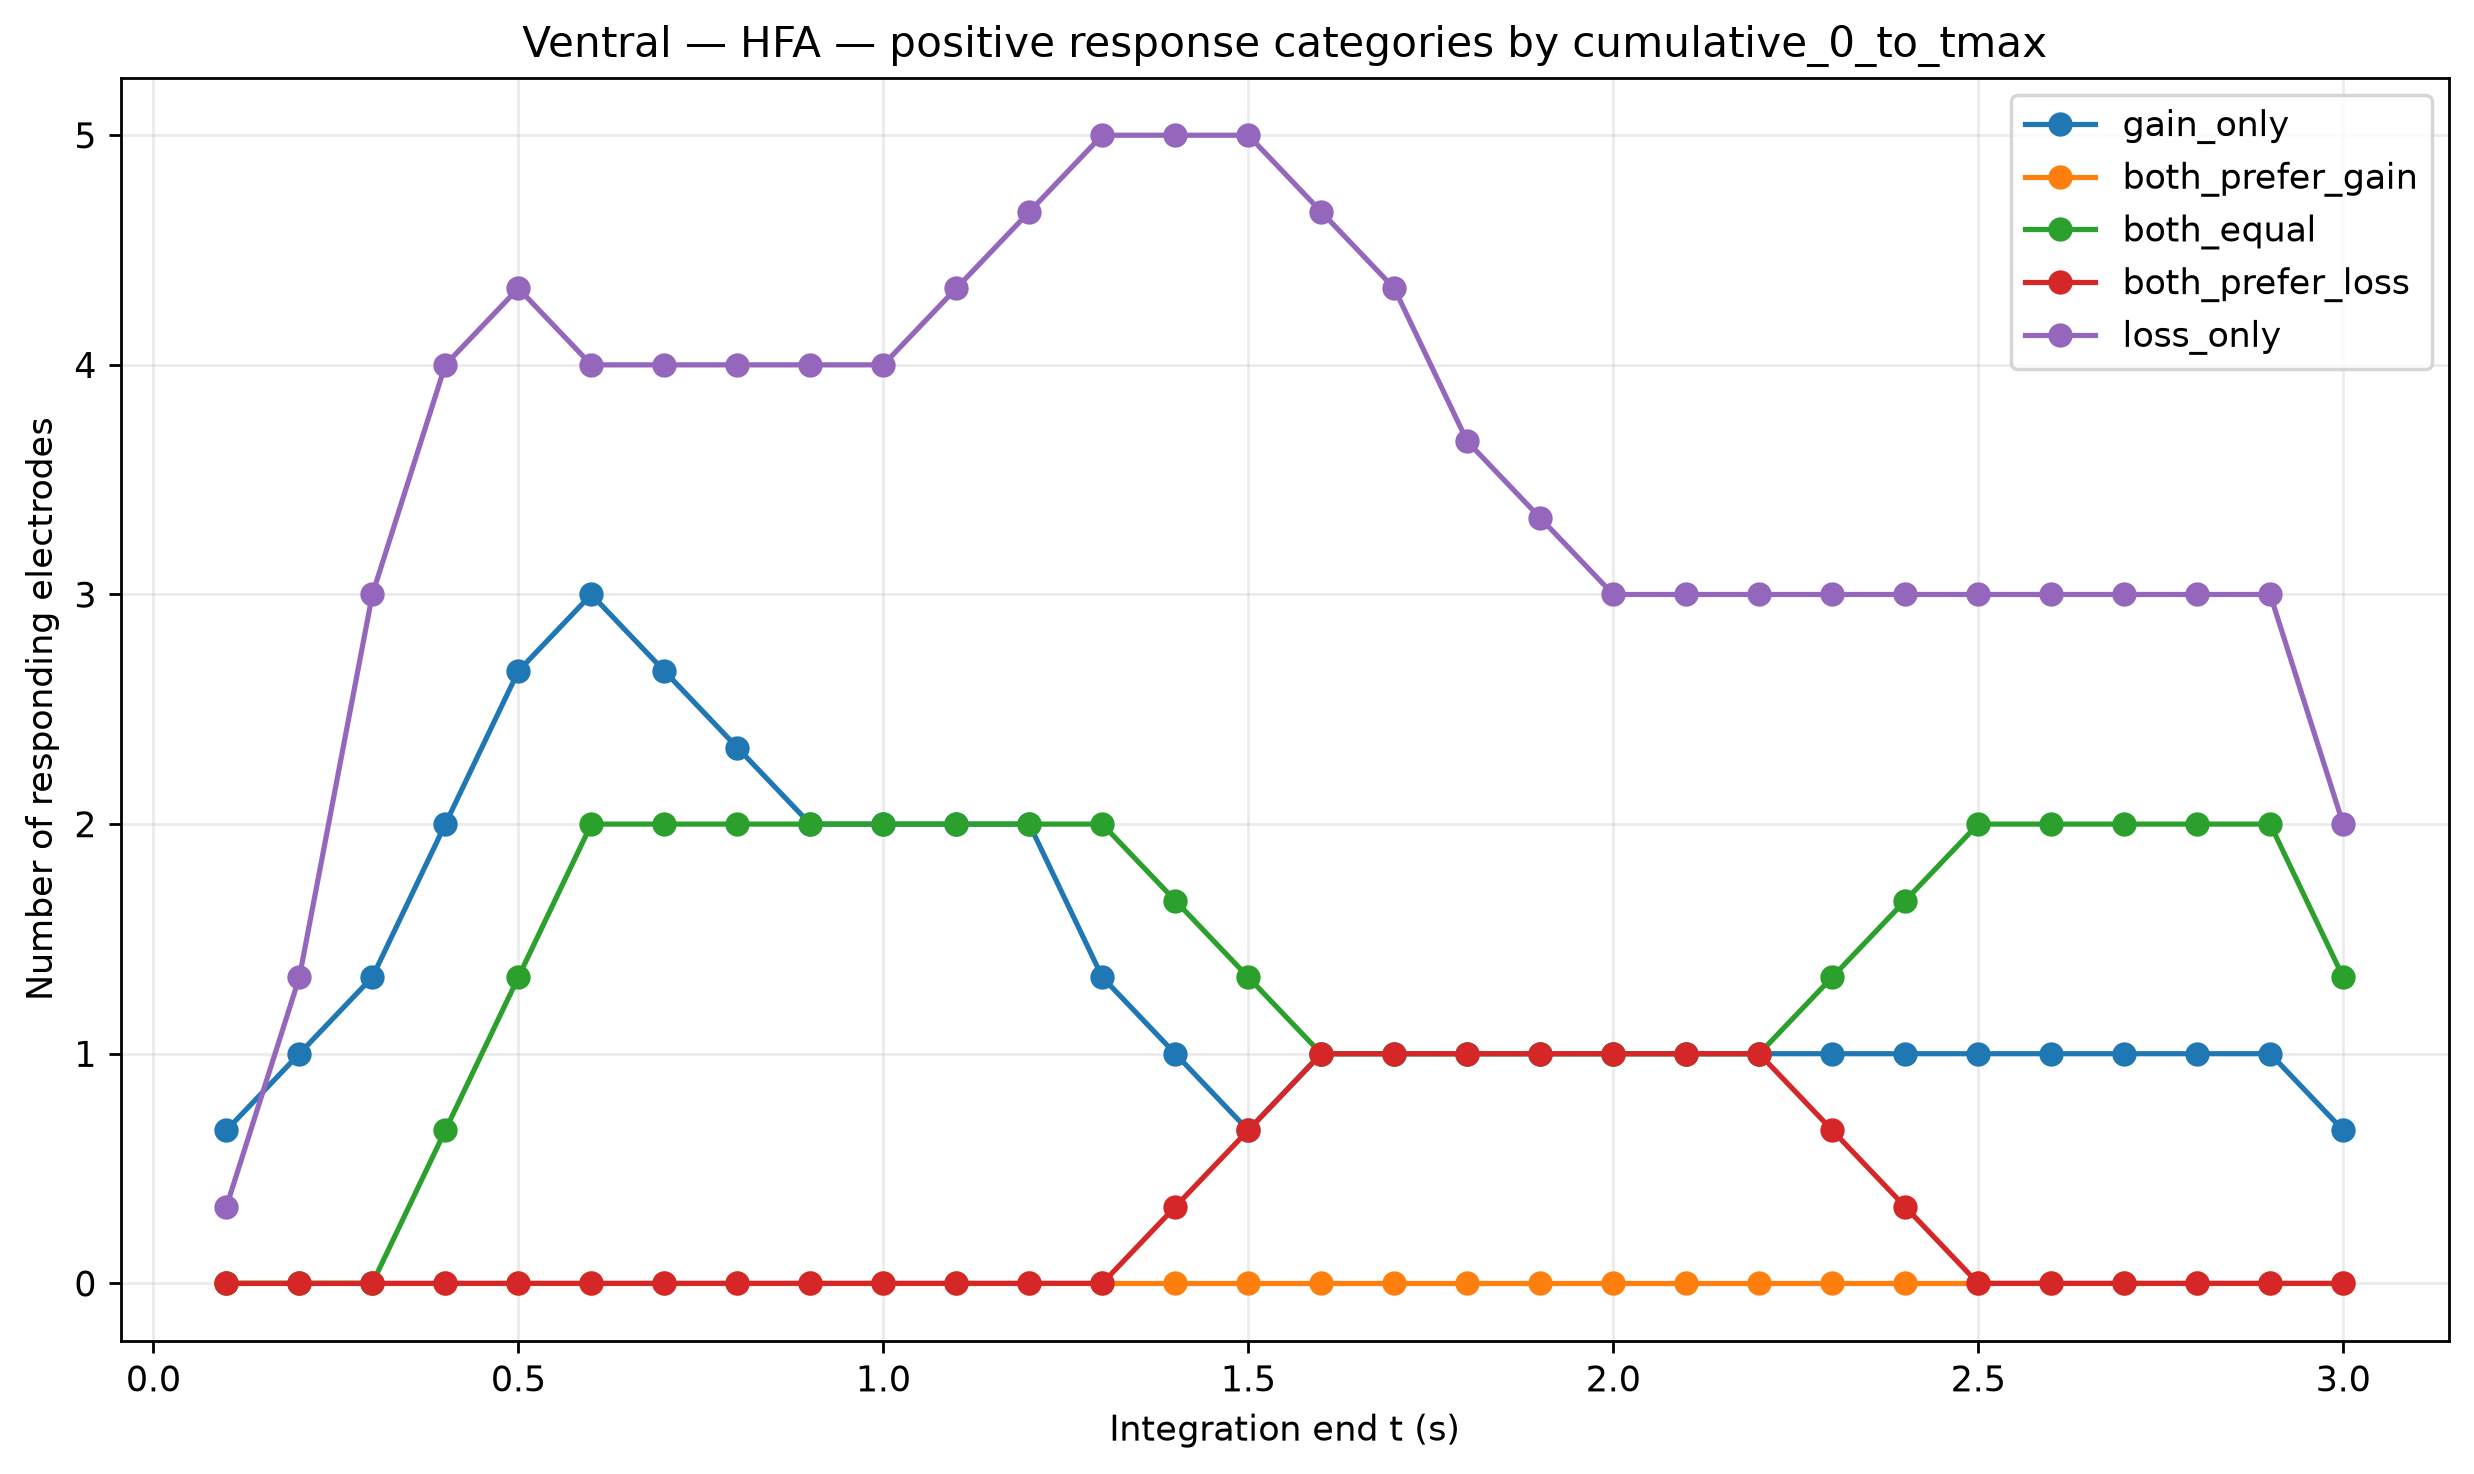 Ventral — HFA — positive response categories by cumulative_0_to_tmax
gain_only
both_prefer_gain
both_equal
both_prefer_loss
loss_only
Number of responding electrodes
5
4
3
2
1
0
0.0 0.5 1.0 1.5 2.0 2.5 3.0
Integration end t (s)